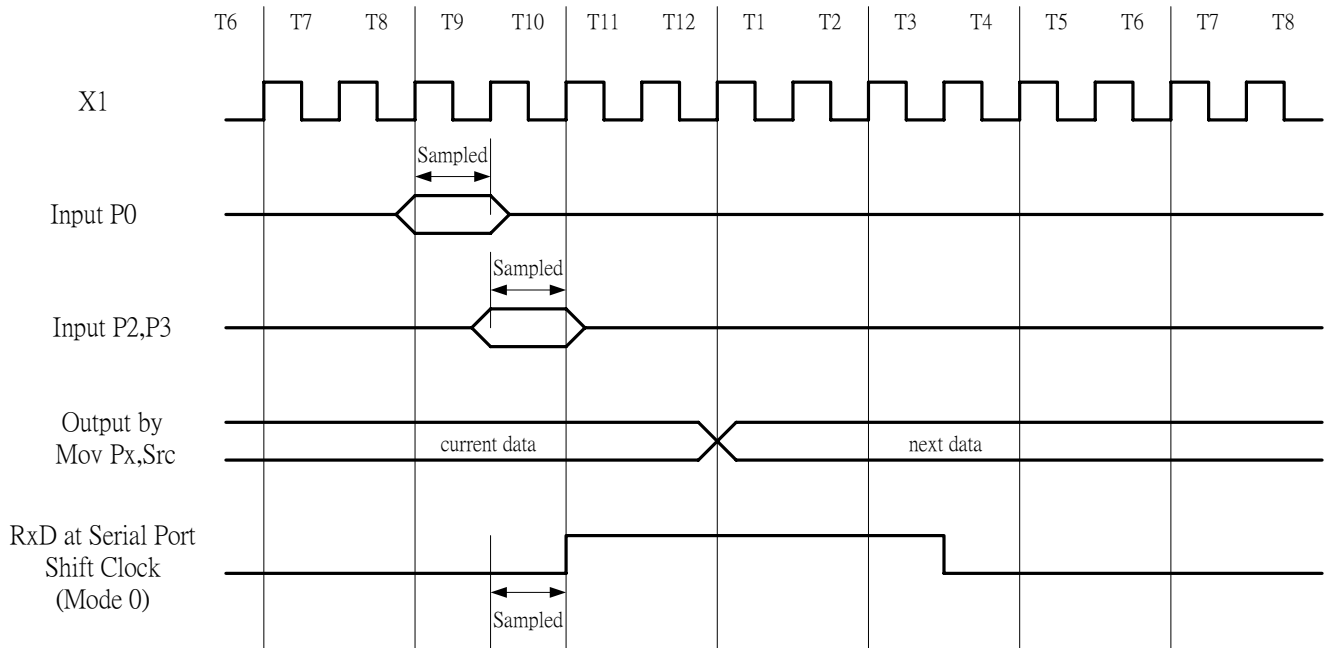 T6 T7 T8 T9 T10 T11 T12 T1 T2 T3 T4 T5 T6 T7 T8
X1
Sampled
Input P0
Sampled
Input P2,P3
Output by
Mov Px,Src
current data
next data
RxD at Serial Port
Shift Clock
(Mode 0)
Sampled